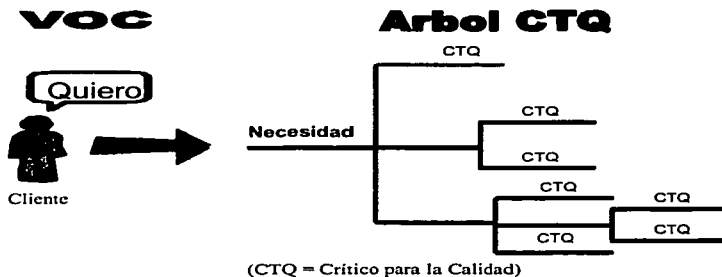 VOC
Arbol CTQ
CTQ
Quiero
CTQ
Necesidad
CTQ
CTQ
CTQ
Cliente
CTQ
CTQ
(CTQ = Crítico para la Calidad)